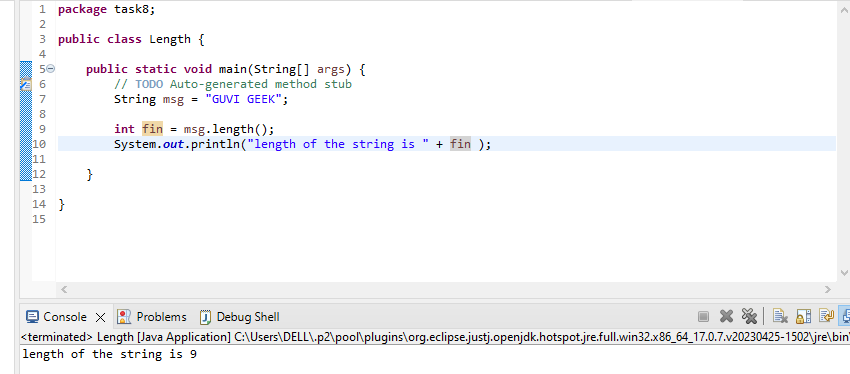 1 package task8;
2
3 public class Length {
4
5 public static void main(String[] args) {
6 // TODO Auto-generated method stub
7 String msg = "GUVI GEEK";
8
9 int fin = msg.length();
10 System.out.println("length of the string is " + fin );
11
12 }
13
14 }
15
Console Problems Debug Shell
<terminated> Length [Java Application] C:\Users\DELL\.p2\pool\plugins\org.eclipse.justj.openjdk.hotspot.jre.full.win32.x86_64_17.0.7.v20230425-1502\jre\bin\
length of the string is 9